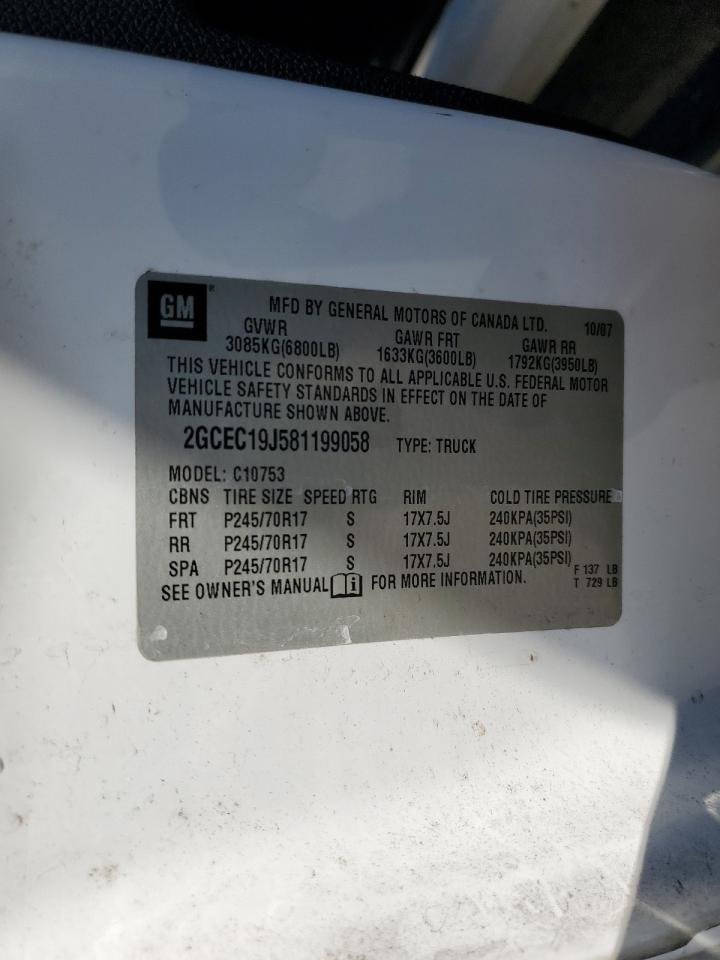 GM ® MFD BY GENERAL MOTORS OF CANADA LTD. 10/07
GVWR GAWR FRT GAWR RR
3085KG(6800LB) 1633KG(3600LB) 1792KG(3950LB)
THIS VEHICLE CONFORMS TO ALL APPLICABLE U.S. FEDERAL MOTOR
VEHICLE SAFETY STANDARDS IN EFFECT ON THE DATE OF
MANUFACTURE SHOWN ABOVE.
2GCEC19J581199058 TYPE: TRUCK
MODEL: C10753
CBNS TIRE SIZE SPEED RTG RIM COLD TIRE PRESSURE
FRT P245/70R17 S 17X7.5J 240KPA(35PSI)
RR P245/70R17 S 17X7.5J 240KPA(35PSI)
SPA P245/70R17 S 17X7.5J 240KPA(35PSI) F 137 LB
SEE OWNER'S MANUAL i FOR MORE INFORMATION. T 729 LB